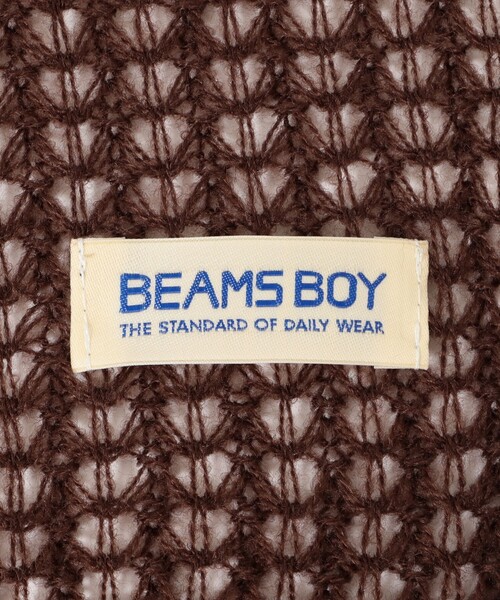 BEAMS BOY
THE STANDARD OF DAILY WEAR